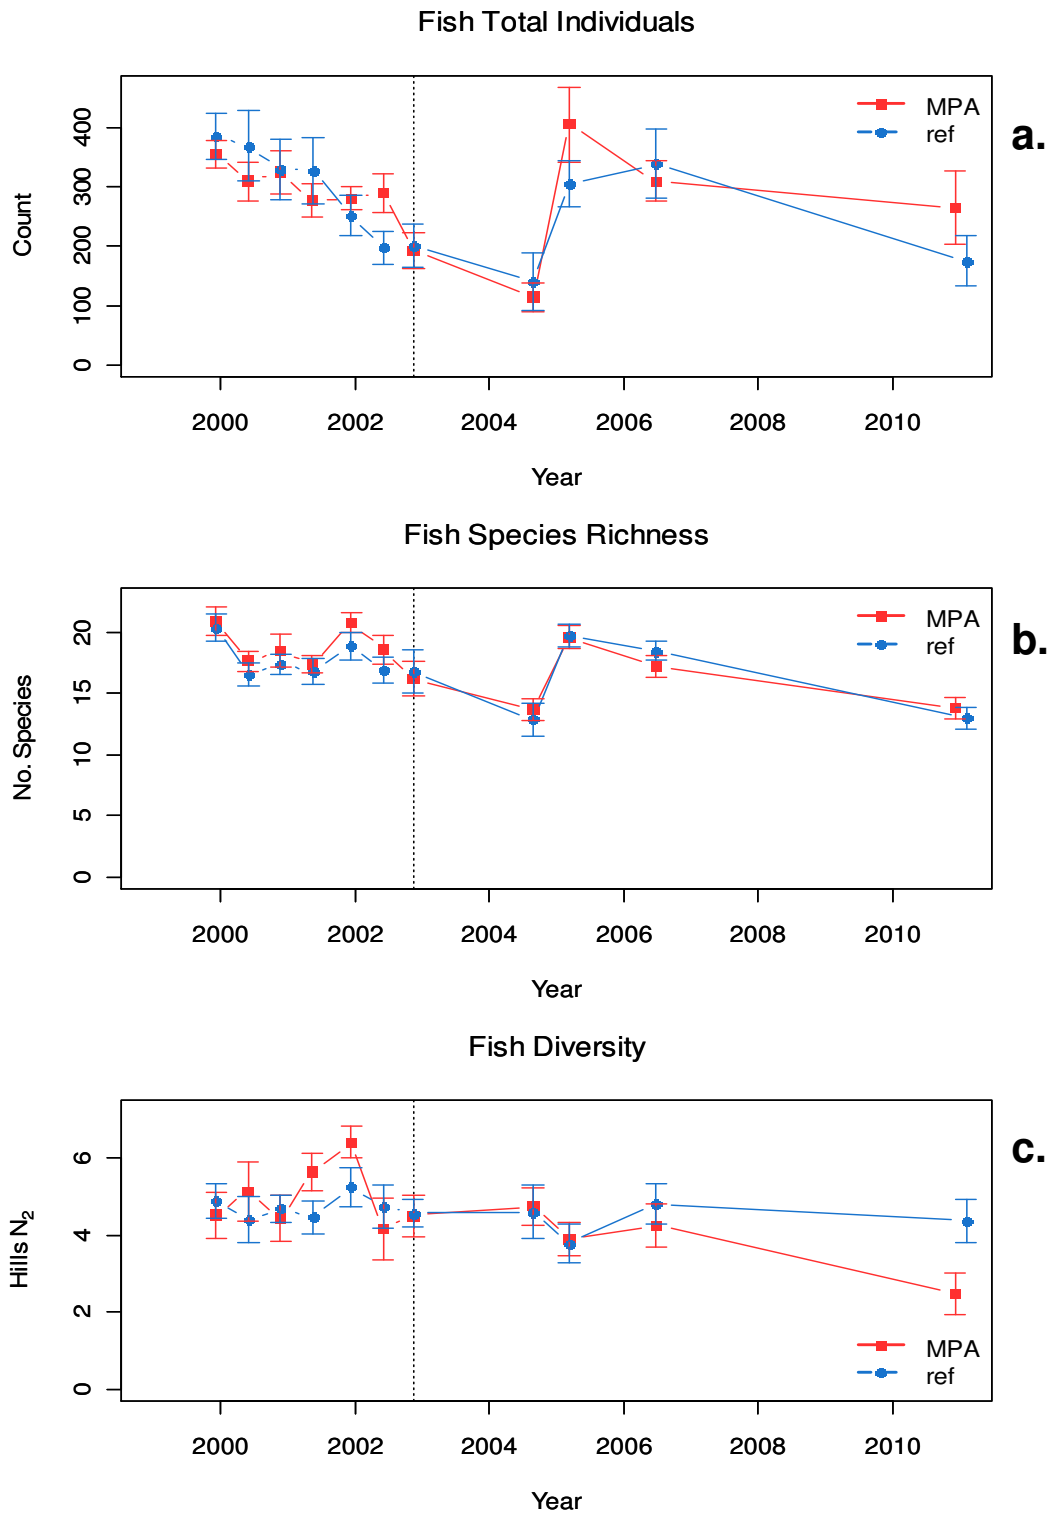 Fish Total Individuals
a.
Count
400
300
200
100
0
MPA
ref
2000 2002 2004 2006 2008 2010
Year
Fish Species Richness
b.
No. Species
20
15
10
5
0
MPA
ref
2000 2002 2004 2006 2008 2010
Year
Fish Diversity
c.
Hills N₂
6
4
2
0
MPA
ref
2000 2002 2004 2006 2008 2010
Year